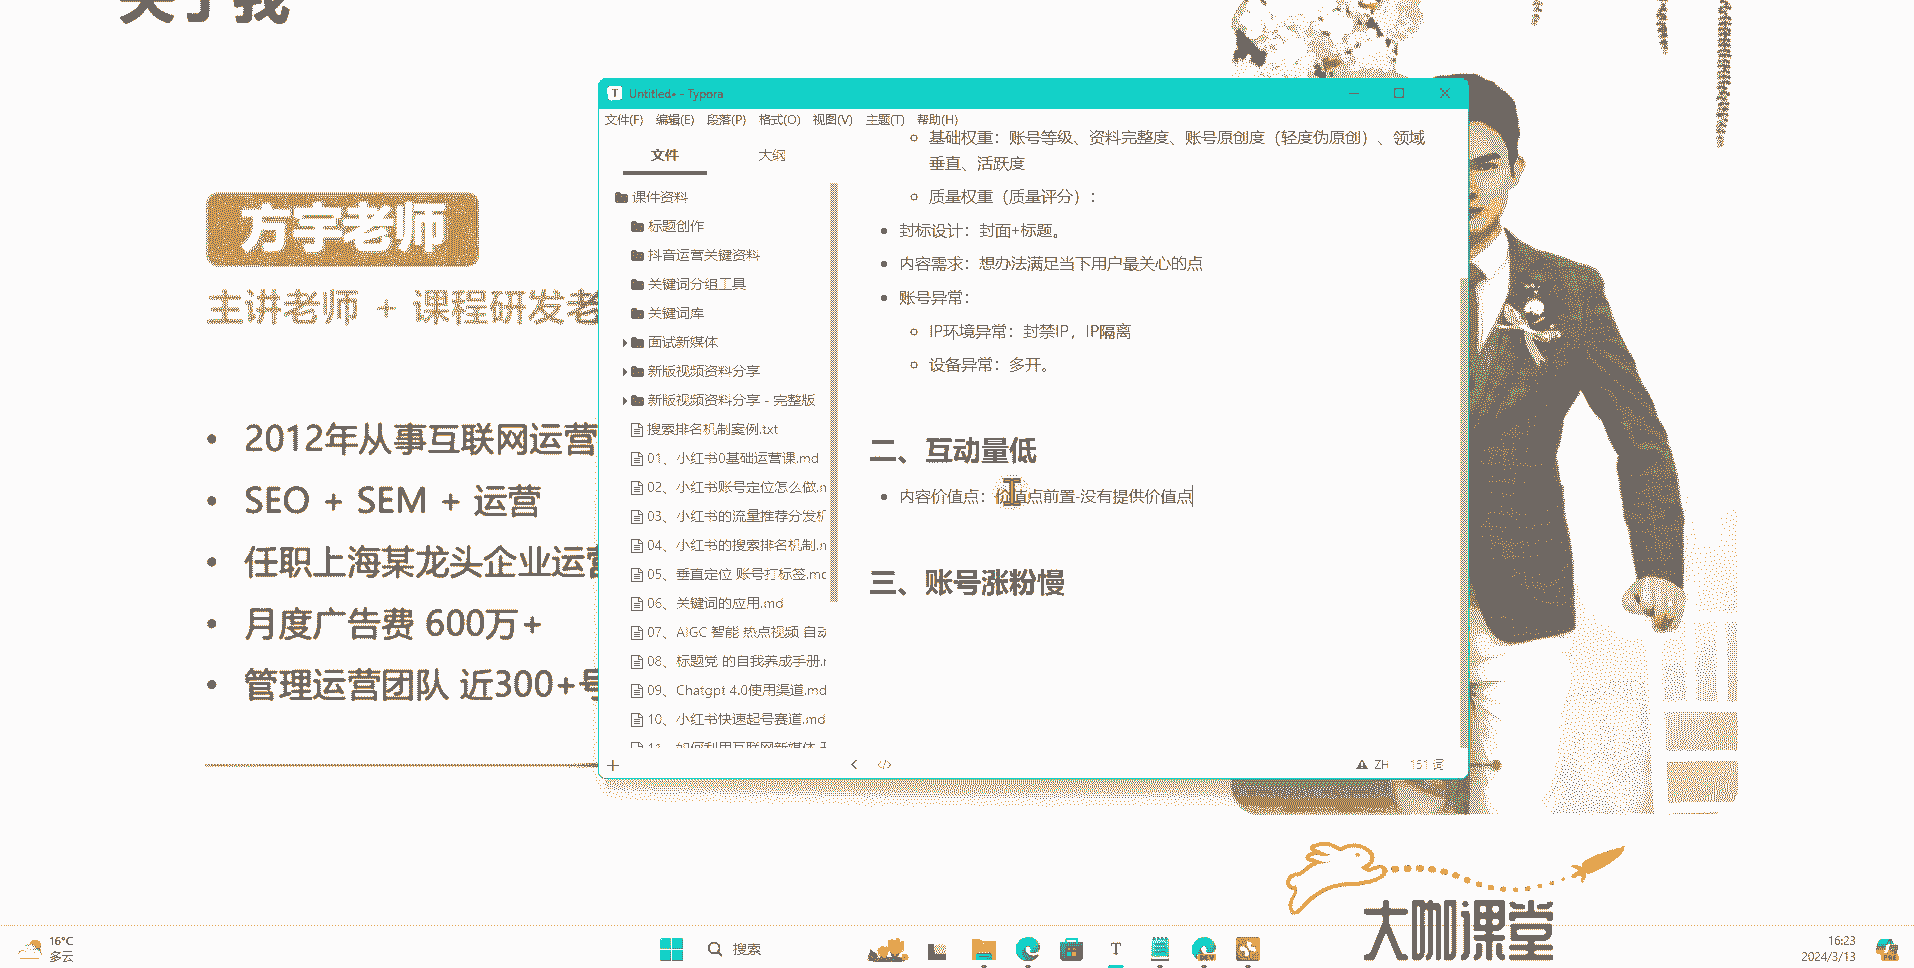 关于我
方宇老师
主讲老师 + 课程研发老
2012年从事互联网运营
SEO + SEM + 运营
任职上海某龙头企业运营
月度广告费 600万+
管理运营团队 近300+号
Untitled• - Typora
文件(F) 编辑(E) 段落(P) 格式(O) 视图(V) 主题(T) 帮助(H)
文件 大纲
课件资料
标题创作
抖音运营关键资料
关键词分组工具
关键词库
面试新媒体
新版视频资料分享
新版视频资料分享 - 完整版
搜索排名机制案例.txt
01、小红书0基础运营课.md
02、小红书账号定位怎么做.n
03、小红书的流量推荐分发机
04、小红书的搜索排名机制.n
05、垂直定位 账号打标签.mc
06、关键词的应用.md
07、AIGC 智能 热点视频 自动
08、标题党 的自我养成手册.r
09、Chatgpt 4.0使用渠道.md
10、小红书快速起号赛道.md
11、如何利用互联网新媒体
基础权重：账号等级、资料完整度、账号原创度（轻度伪原创）、领域
垂直、活跃度
质量权重（质量评分）：
封标设计：封面+标题。
内容需求：想办法满足当下用户最关心的点
账号异常：
IP环境异常：封禁IP，IP隔离
设备异常：多开。
二、互动量低
内容价值点：价值点前置-没有提供价值点
三、账号涨粉慢
ZH 151 词
大咖课堂
16°C
多云
搜索
16:23
2024/3/13